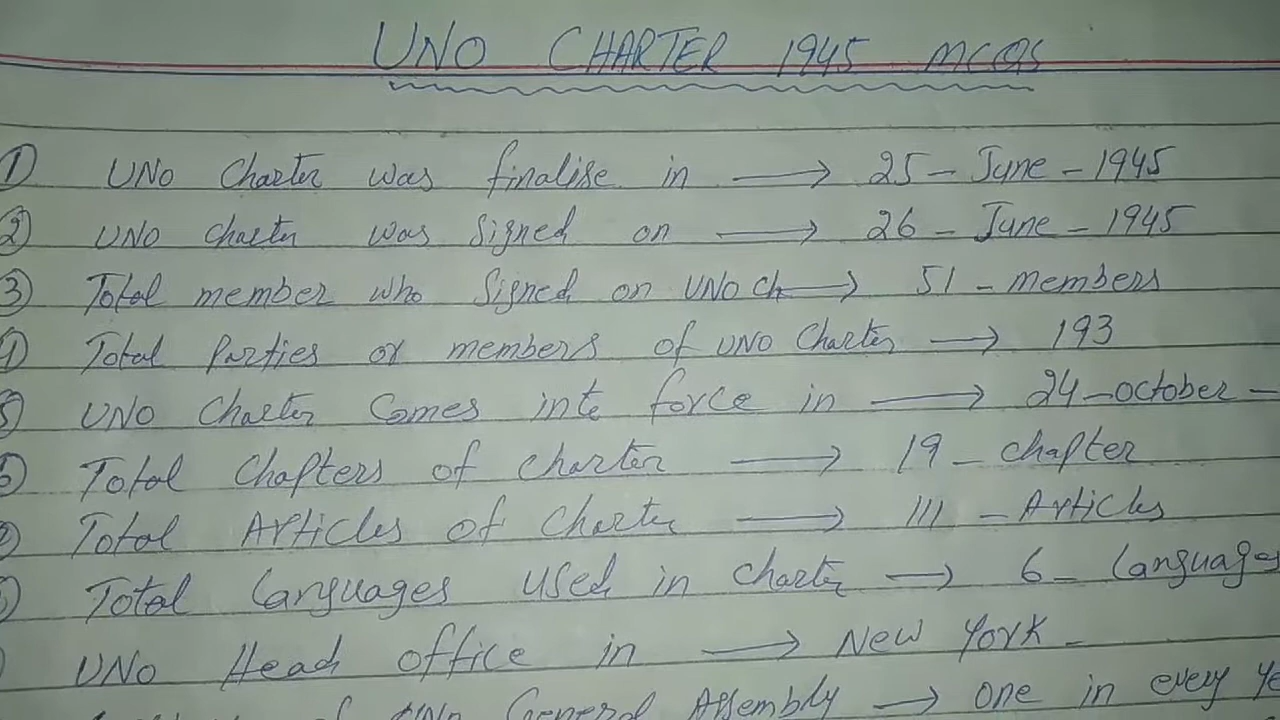 UNO CHARTER 1945 MCQS
① UNO Charter was finalise in → 25 - June - 1945
② UNO Charter was Signed on → 26 - June - 1945
③ Total member who Signed on UNO Ch → 51 - members
④ Total Parties or members of UNO Charter → 193
⑤ UNO Charter Comes into force in → 24 - october -
⑥ Total Chapters of Charter → 19 - chapter
Total Articles of Charter → 111 - Articles
Total Languages used in Charter → 6 - Languages
UNO Head office in → New York -
of UNO General Assembly → one in every